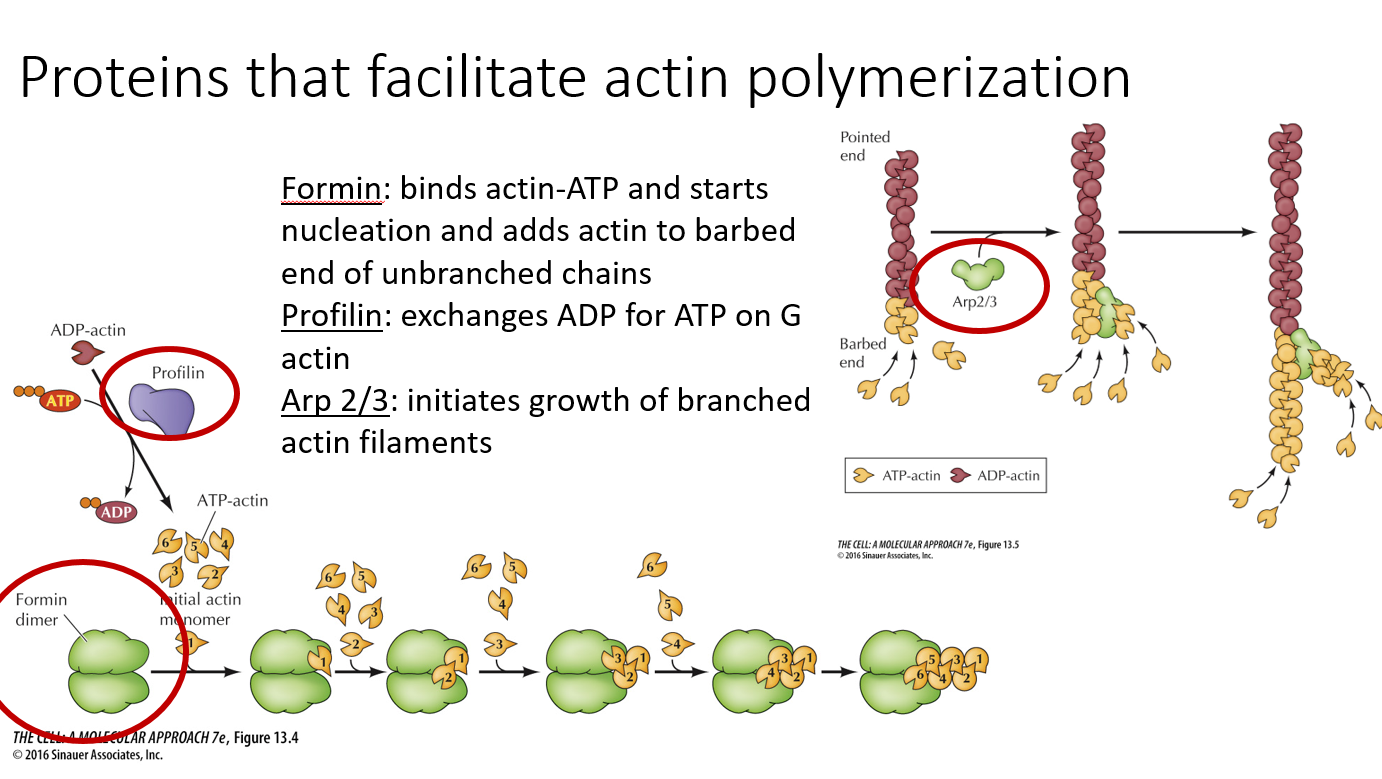 Proteins that facilitate actin polymerization
Formin: binds actin-ATP and starts
nucleation and adds actin to barbed
end of unbranched chains
Profilin: exchanges ADP for ATP on G
actin
Arp 2/3: initiates growth of branched
actin filaments
Pointed
end
Arp2/3
Barbed
end
ATP-actin
ADP-actin
THE CELL: A MOLECULAR APPROACH 7e, Figure 13.5
© 2016 Sinauer Associates, Inc.
ADP-actin
Profilin
ATP
ADP
ATP-actin
6 5 4
3 2
Formin
dimer
Initial actin
monomer
1
1
6 5
4 3
2
1
2
6 5
4
3
3 1
2
6
5
4
3 1
4 2
5 3 1
6 4 2
THE CELL: A MOLECULAR APPROACH 7e, Figure 13.4
© 2016 Sinauer Associates, Inc.